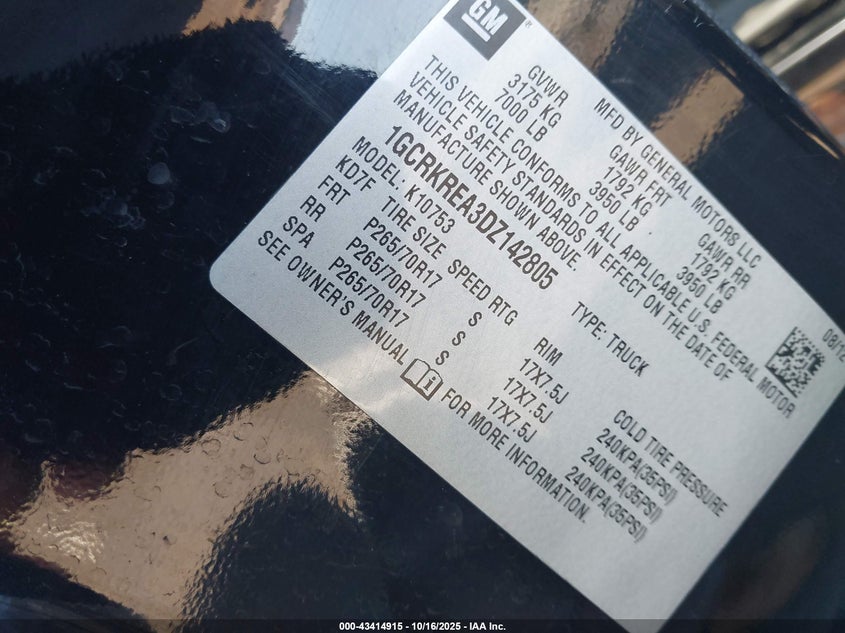 GM
MFD BY GENERAL MOTORS LLC 08/12
GVWR GAWR FRT GAWR RR
3175 KG 1792 KG 1792 KG
7000 LB 3950 LB 3950 LB
THIS VEHICLE CONFORMS TO ALL APPLICABLE U.S. FEDERAL MOTOR
VEHICLE SAFETY STANDARDS IN EFFECT ON THE DATE OF
MANUFACTURE SHOWN ABOVE.
1GCRKREA3DZ142805 TYPE: TRUCK
MODEL: K10753
KD7F TIRE SIZE SPEED RTG RIM COLD TIRE PRESSURE
FRT P265/70R17 S 17X7.5J 240KPA(35PSI)
RR P265/70R17 S 17X7.5J 240KPA(35PSI)
SPA P265/70R17 S 17X7.5J 240KPA(35PSI)
SEE OWNER'S MANUAL FOR MORE INFORMATION.
000-43414915 - 10/16/2025 - IAA Inc.